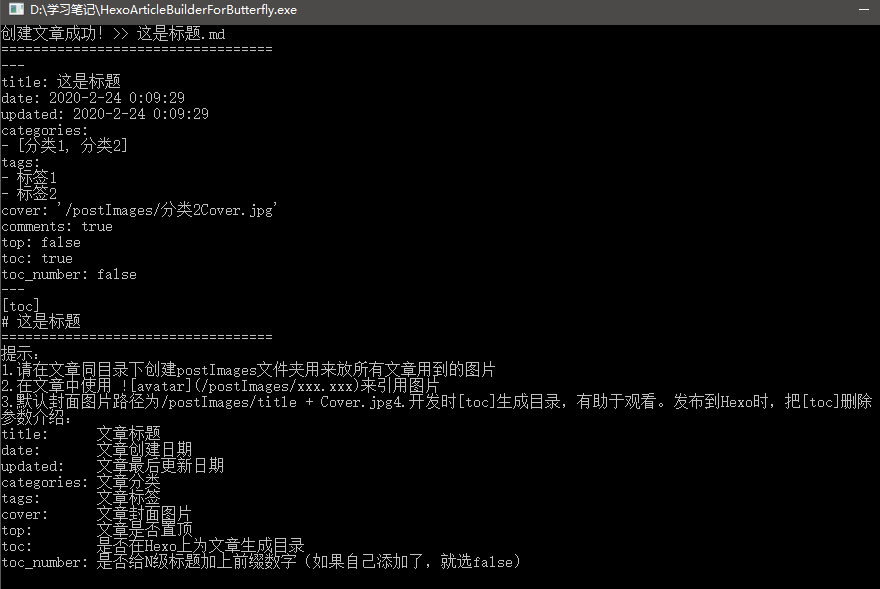 D:\学习笔记\HexoArticleBuilderForButterfly.exe
创建文章成功! >> 这是标题.md
==================================
---
title: 这是标题
date: 2020-2-24 0:09:29
updated: 2020-2-24 0:09:29
categories:
- [分类1, 分类2]
tags:
- 标签1
- 标签2
cover: '/postImages/分类2Cover.jpg'
comments: true
top: false
toc: true
toc_number: false
---
[toc]
# 这是标题
==================================
提示:
1.请在文章同目录下创建postImages文件夹用来放所有文章用到的图片
2.在文章中使用 ![avatar](/postImages/xxx.xxx)来引用图片
3.默认封面图片路径为/postImages/title + Cover.jpg4.开发时[toc]生成目录，有助于观看。发布到Hexo时，把[toc]删除
参数介绍:
title: 文章标题
date: 文章创建日期
updated: 文章最后更新日期
categories: 文章分类
tags: 文章标签
cover: 文章封面图片
top: 文章是否置顶
toc: 是否在Hexo上为文章生成目录
toc_number: 是否给N级标题加上前缀数字（如果自己添加了，就选false）